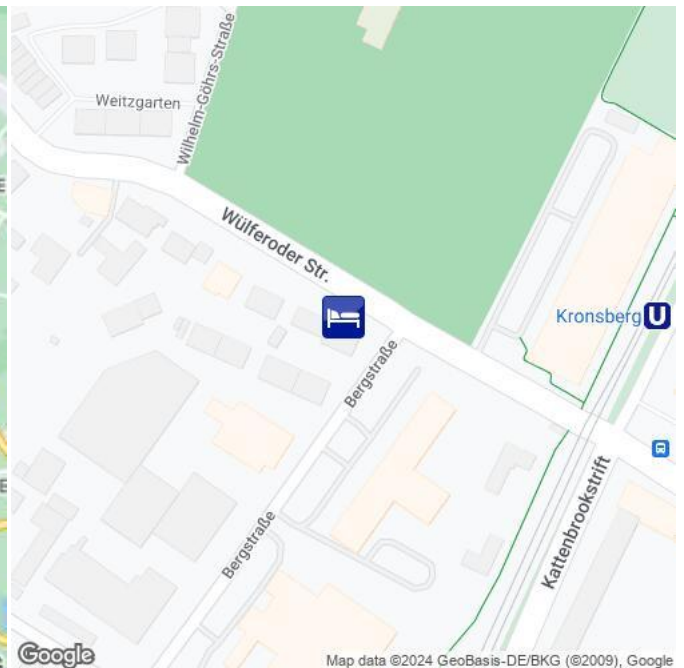 Wilhelm-Göhrs-Straße
Weitzgarten
Wülferoder Str.
Kronsberg U
Bergstraße
Bergstraße
Kattenbrookstrift
Google
Map data ©2024 GeoBasis-DE/BKG (©2009), Google